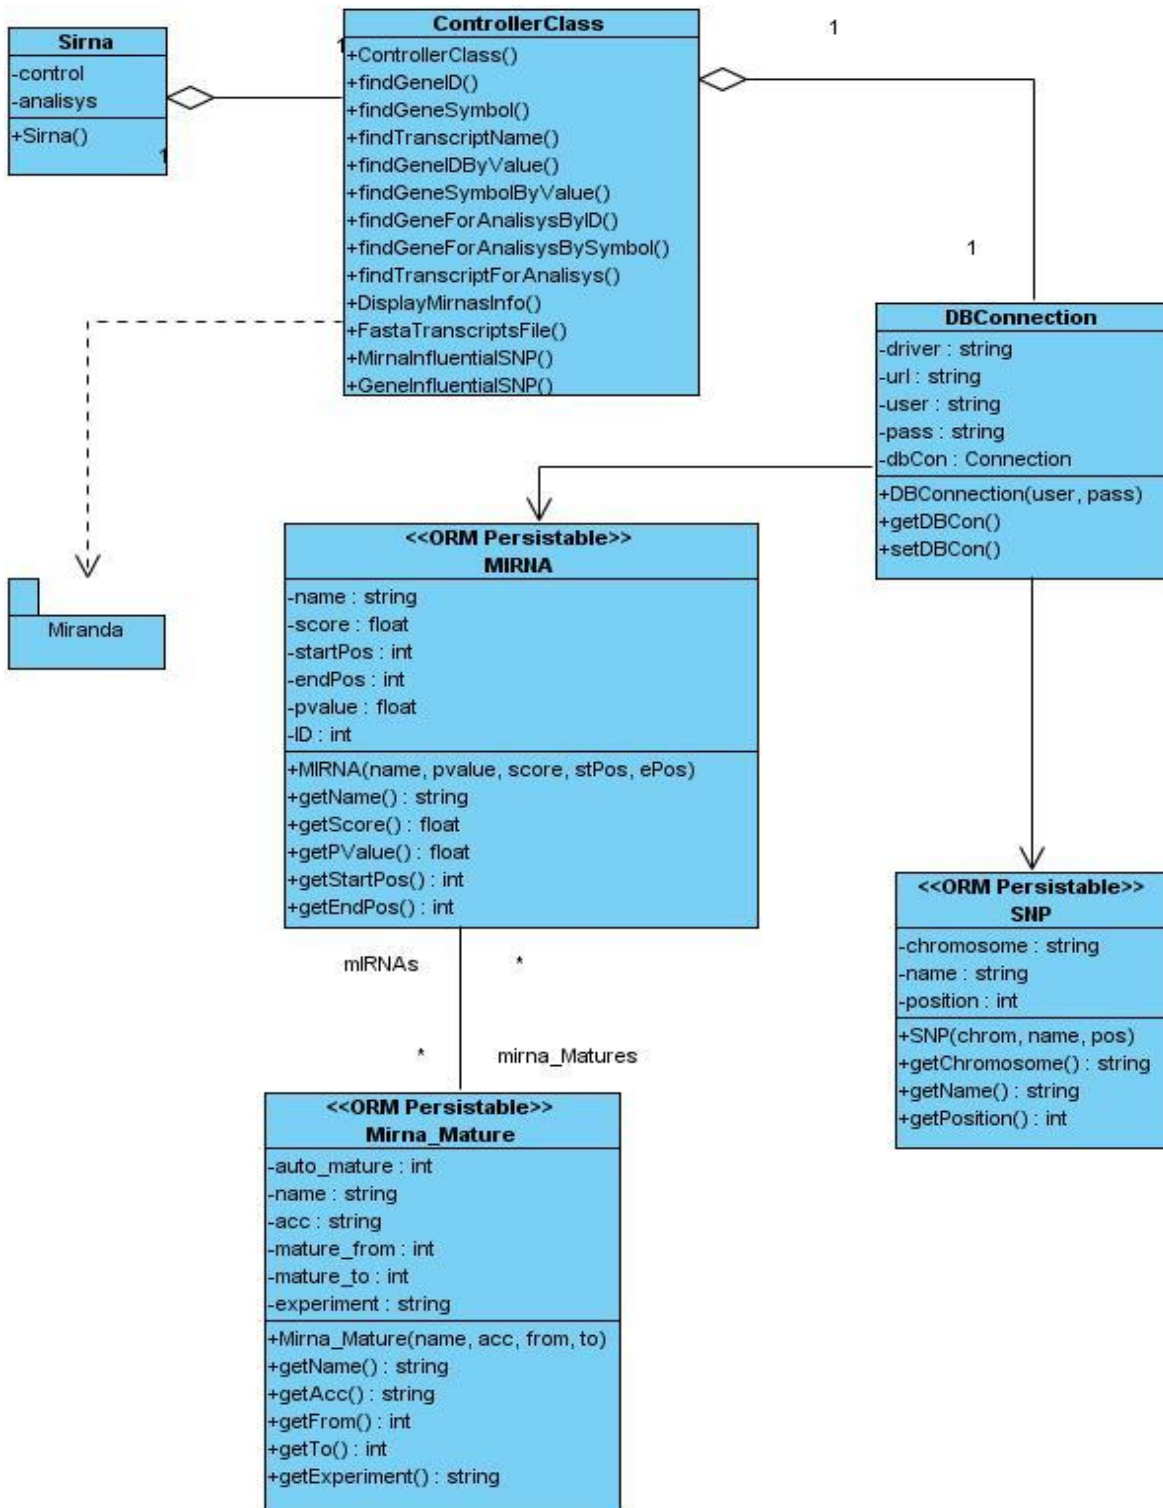 Sirna
-control
-analisys
+Sirna()
1
1
ControllerClass
+ControllerClass()
+findGeneID()
+findGeneSymbol()
+findTranscriptName()
+findGeneIDByValue()
+findGeneSymbolByValue()
+findGeneForAnalisysByID()
+findGeneForAnalisysBySymbol()
+findTranscriptForAnalisys()
+DisplayMirnasInfo()
+FastaTranscriptsFile()
+MirnaInfluentialSNP()
+GeneInfluentialSNP()
1
1
DBConnection
-driver : string
-url : string
-user : string
-pass : string
-dbCon : Connection
+DBConnection(user, pass)
+getDBCon()
+setDBCon()
Miranda
<<ORM Persistable>>
MIRNA
-name : string
-score : float
-startPos : int
-endPos : int
-pvalue : float
-ID : int
+MIRNA(name, pvalue, score, stPos, ePos)
+getName() : string
+getScore() : float
+getPValue() : float
+getStartPos() : int
+getEndPos() : int
mIRNAs *
* mirna_Matures
<<ORM Persistable>>
SNP
-chromosome : string
-name : string
-position : int
+SNP(chrom, name, pos)
+getChromosome() : string
+getName() : string
+getPosition() : int
<<ORM Persistable>>
Mirna_Mature
-auto_mature : int
-name : string
-acc : string
-mature_from : int
-mature_to : int
-experiment : string
+Mirna_Mature(name, acc, from, to)
+getName() : string
+getAcc() : string
+getFrom() : int
+getTo() : int
+getExperiment() : string